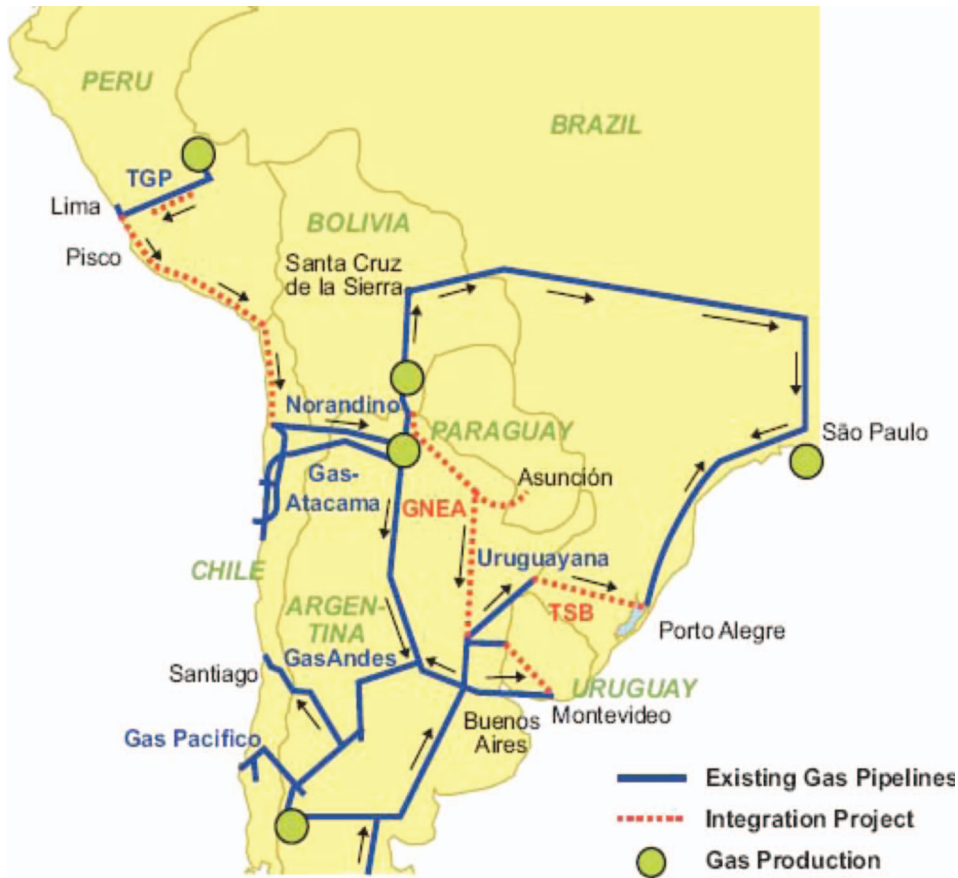 PERU
BRAZIL
TGP
Lima
BOLIVIA
Pisco
Santa Cruz
de la Sierra
Norandino
PARAGUAY
São Paulo
Gas-
Atacama
Asunción
GNEA
CHILE
Uruguayana
ARGEN-
TINA
TSB
Porto Alegre
GasAndes
Santiago
URUGUAY
Montevideo
Buenos
Aires
Gas Pacifico
Existing Gas Pipelines
Integration Project
Gas Production